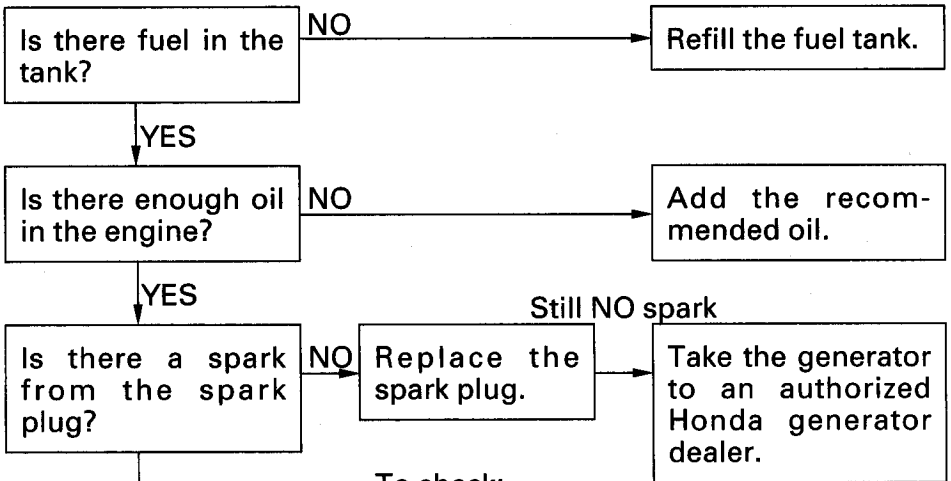 Is there fuel in the
tank?
NO
Refill the fuel tank.
YES
Is there enough oil
in the engine?
NO
Add the recom-
mended oil.
YES
Still NO spark
Is there a spark
from the spark
plug?
NO
Replace the
spark plug.
Take the generator
to an authorized
Honda generator
dealer.
To check: